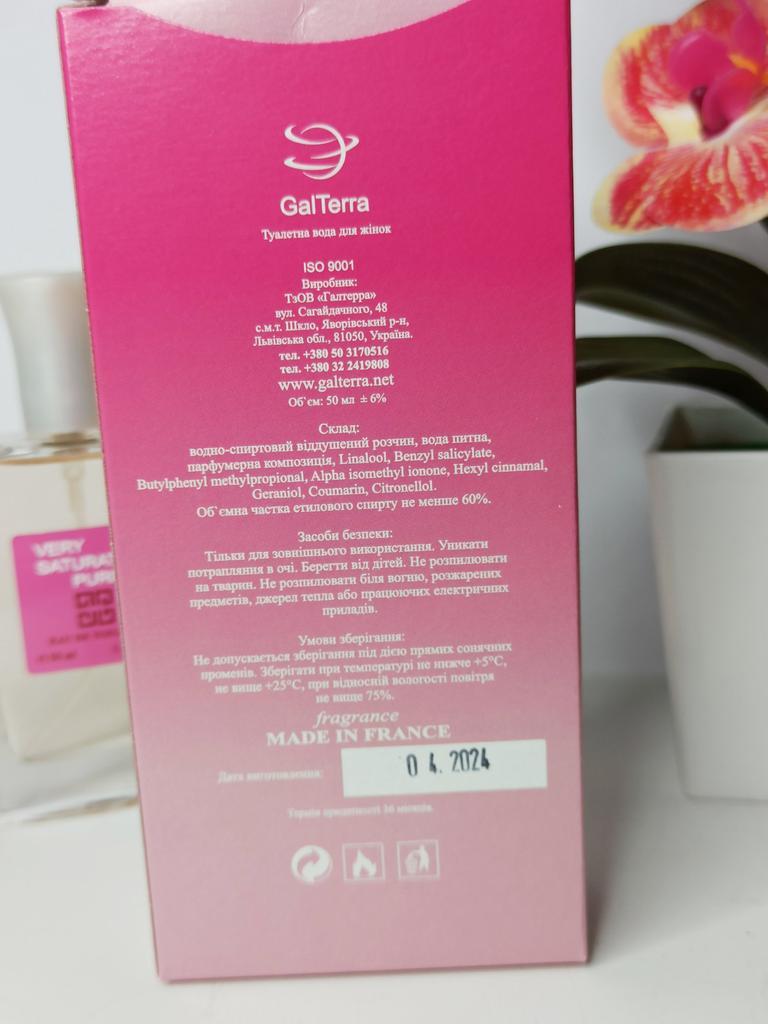 GalTerra
Туалетна вода для жінок
ISO 9001
Виробник:
ТзОВ «Галтерра»
вул. Сагайдачного, 48
с.м.т. Шкло, Яворівський р-н,
Львівська обл., 81050, Україна.
тел. +380 50 3170516
тел. +380 32 2419808
www.galterra.net
Об`єм: 50 мл ± 6%
Склад:
водно-спиртовий віддушений розчин, вода питна,
парфумерна композиція, Linalool, Benzyl salicylate,
Butylphenyl methylpropional, Alpha isomethyl ionone, Hexyl cinnamal,
Geraniol, Coumarin, Citronellol.
Об`ємна частка етилового спирту не менше 60%.
Засоби безпеки:
Тільки для зовнішнього використання. Уникати
потрапляння в очі. Берегти від дітей. Не розпилювати
на тварин. Не розпилювати біля вогню, розжарених
предметів, джерел тепла або працюючих електричних
приладів.
Умови зберігання:
Не допускається зберігання під дією прямих сонячних
променів. Зберігати при температурі не нижче +5°С,
не вище +25°С, при відносній вологості повітря
не вище 75%.
fragrance
MADE IN FRANCE
Дата виготовлення:
0 4. 2024
Термін придатності 36 місяців.
VERY
SATURA
PUR